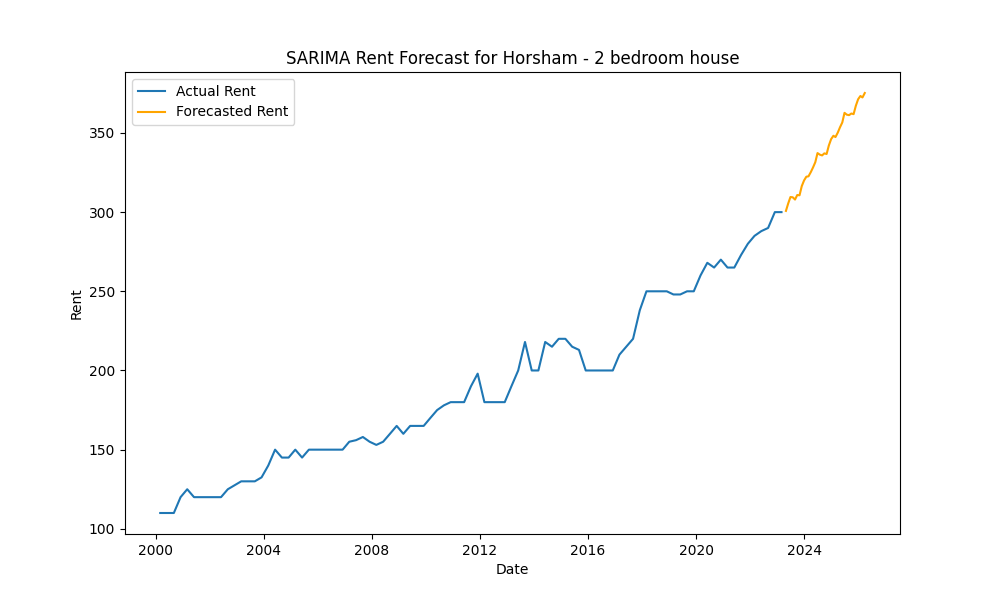 SARIMA Rent Forecast for Horsham - 2 bedroom house
Actual Rent
Forecasted Rent
350
300
250
200
150
100
Rent
2000 2004 2008 2012 2016 2020 2024
Date